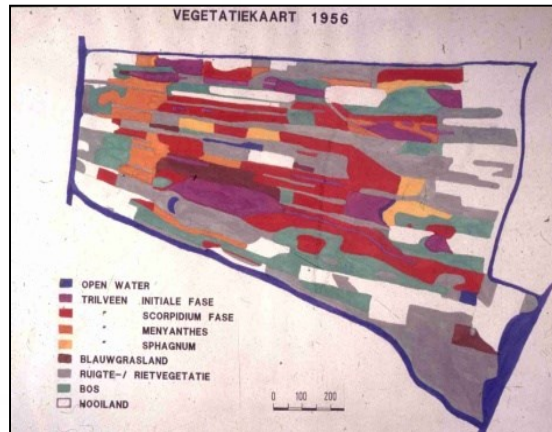 VEGETATIEKAART 1956
OPEN WATER
TRILVEEN INITIALE FASE
" SCORPIDIUM FASE
" MENYANTHES
" SPHAGNUM
BLAUWGRASLAND
RUIGTE-/ RIETVEGETATIE
BOS
HOOILAND
0 100 200